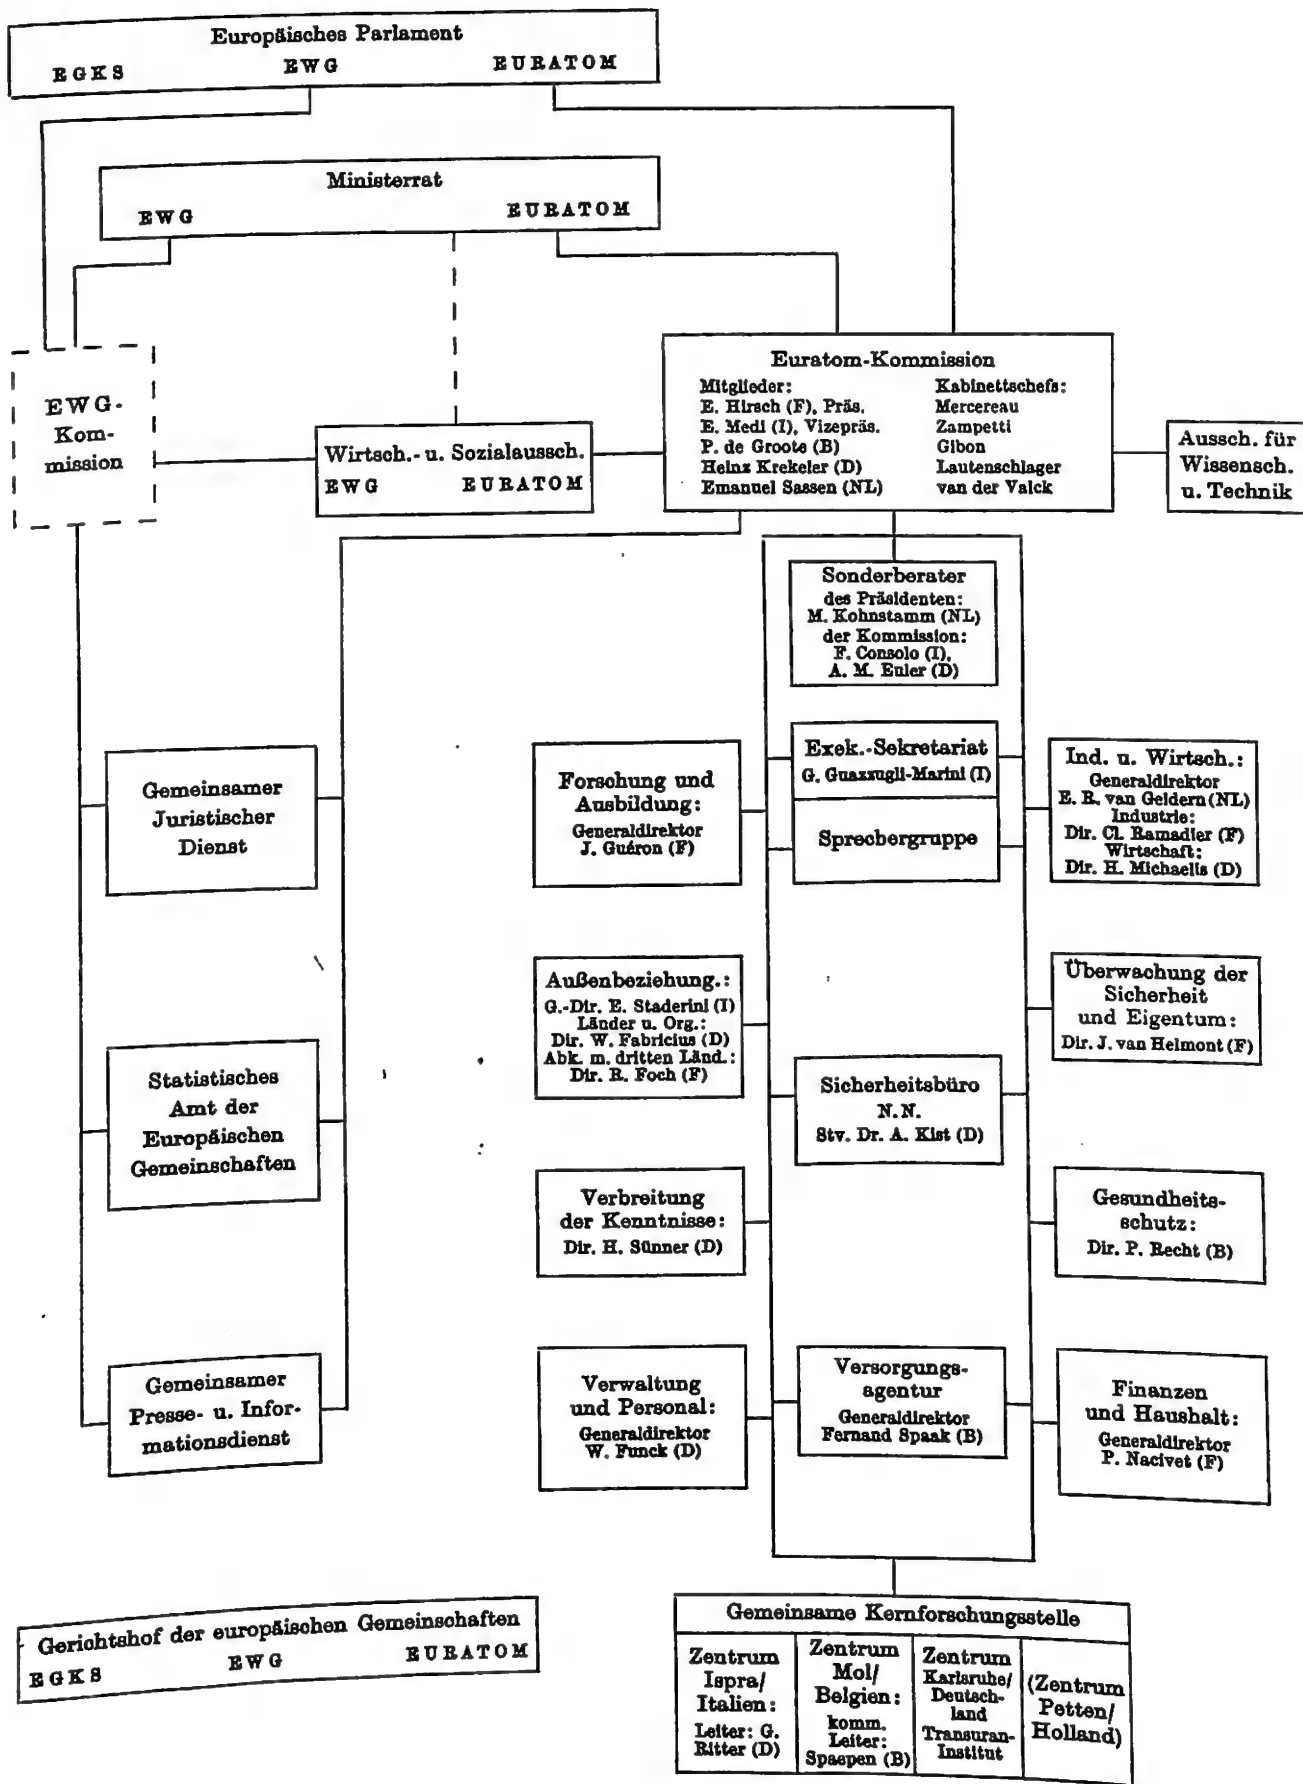 Europäisches Parlament
EGKS EWG EURATOM
Ministerrat
EWG EURATOM
EWG-
Kom-
mission
Wirtsch.- u. Sozialaussch.
EWG EURATOM
Euratom-Kommission
Mitglieder:
E. Hirsch (F), Präs.
E. Medi (I), Vizepräs.
P. de Groote (B)
Heinz Krekeler (D)
Emanuel Sassen (NL)
Kabinettschefs:
Mercereau
Zampetti
Gibon
Lautenschlager
van der Valck
Aussch. für
Wissensch.
u. Technik
Sonderberater
des Präsidenten:
M. Kohnstamm (NL)
der Kommission:
F. Consolo (I),
A. M. Euler (D)
Gemeinsamer
Juristischer
Dienst
Forschung und
Ausbildung:
Generaldirektor
J. Guéron (F)
Exek.-Sekretariat
G. Guazzugli-Marini (I)
Sprechergruppe
Ind. u. Wirtsch.:
Generaldirektor
E. R. van Geldern (NL)
Industrie:
Dir. Cl. Ramadier (F)
Wirtschaft:
Dir. H. Michaelis (D)
Statistisches
Amt der
Europäischen
Gemeinschaften
Außenbeziehung.:
G.-Dir. E. Staderini (I)
Länder u. Org.:
Dir. W. Fabricius (D)
Abk. m. dritten Länd.:
Dir. R. Foch (F)
Sicherheitsbüro
N.N.
Stv. Dr. A. Kist (D)
Überwachung der
Sicherheit
und Eigentum:
Dir. J. van Helmont (F)
Verbreitung
der Kenntnisse:
Dir. H. Sünner (D)
Gesundheits-
schutz:
Dir. P. Recht (B)
Gemeinsamer
Presse- u. Infor-
mationsdienst
Verwaltung
und Personal:
Generaldirektor
W. Funck (D)
Versorgungs-
agentur
Generaldirektor
Fernand Spaak (B)
Finanzen
und Haushalt:
Generaldirektor
P. Nacivet (F)
Gerichtshof der europäischen Gemeinschaften
EGKS EWG EURATOM
Gemeinsame Kernforschungsstelle
Zentrum
Ispra/
Italien:
Leiter: G.
Ritter (D)
Zentrum
Mol/
Belgien:
komm.
Leiter:
Spaepen (B)
Zentrum
Karlsruhe/
Deutsch-
land
Transuran-
Institut
(Zentrum
Petten/
Holland)